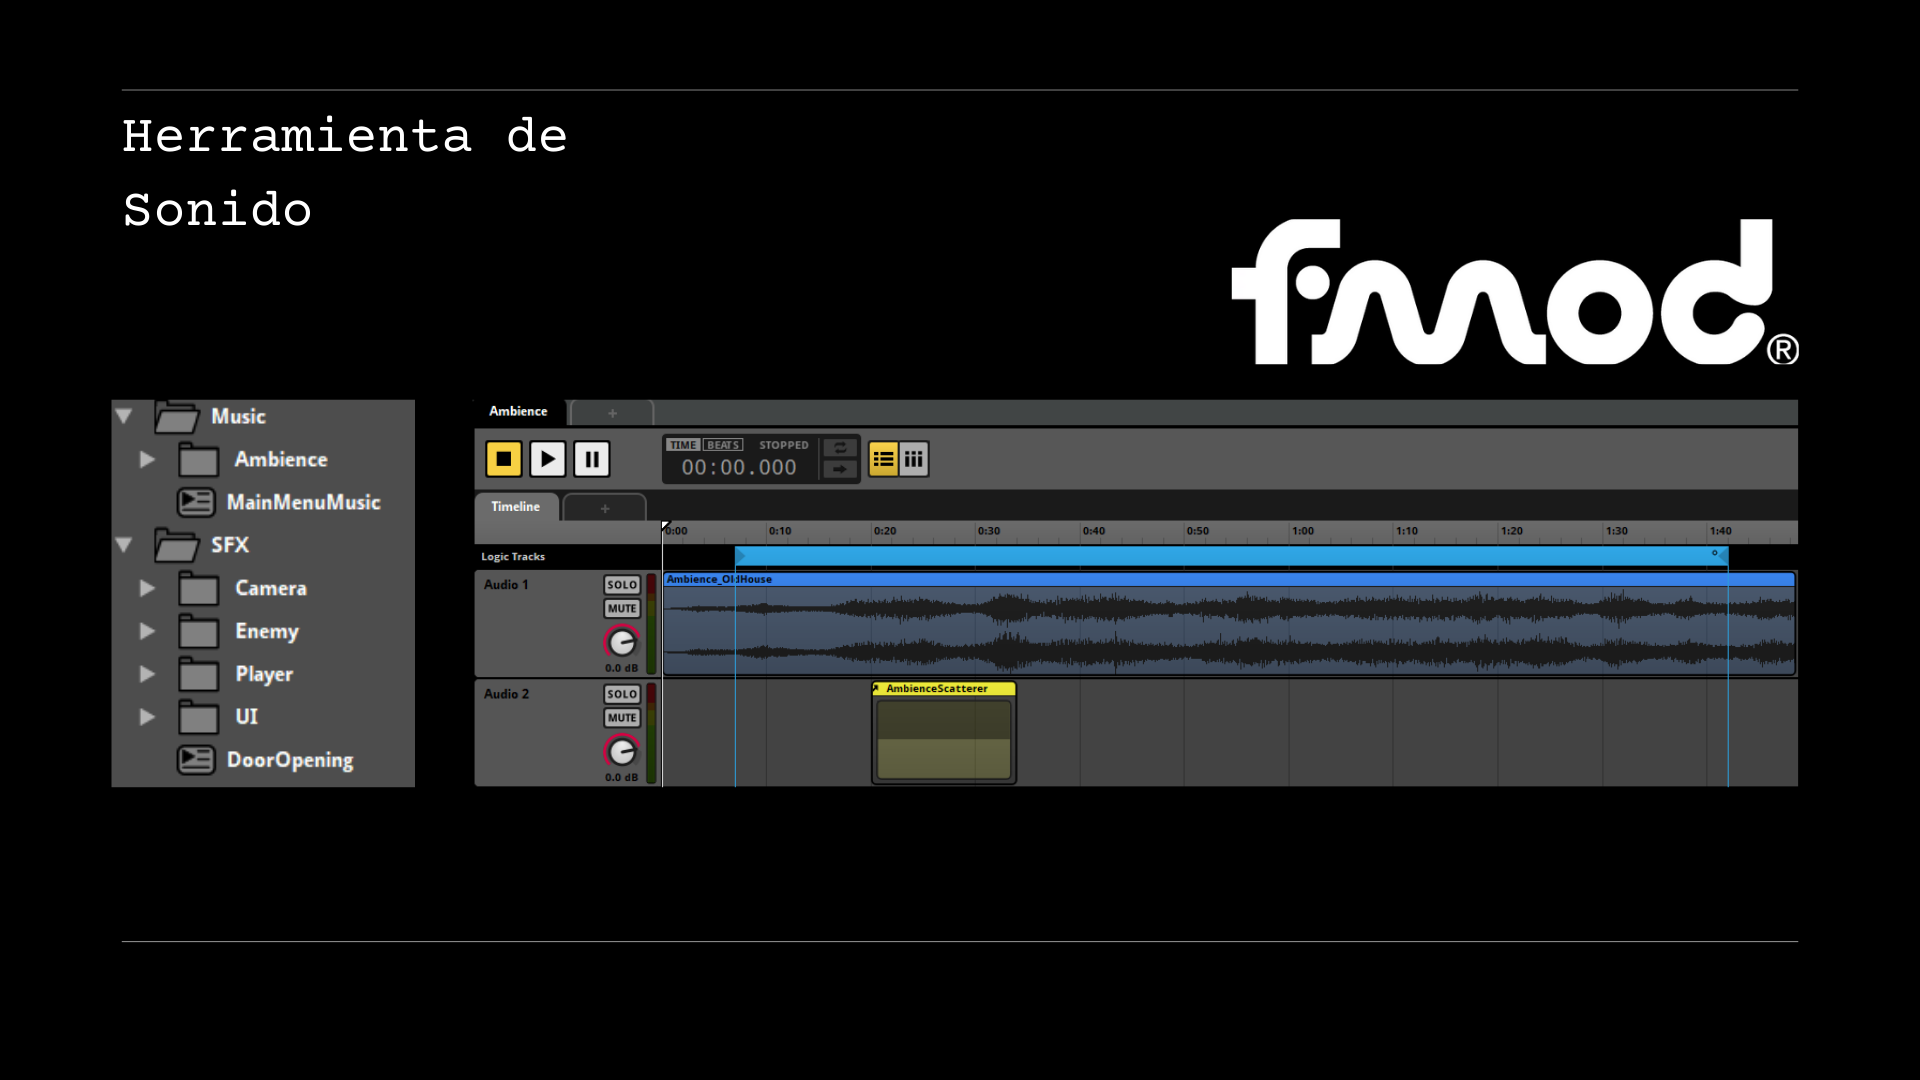 Herramienta de
Sonido
fmod®
Music
Ambience
MainMenuMusic
SFX
Camera
Enemy
Player
UI
DoorOpening
Ambience +
TIME BEATS STOPPED
00:00.000
Timeline +
0:00 0:10 0:20 0:30 0:40 0:50 1:00 1:10 1:20 1:30 1:40
Logic Tracks
Audio 1 SOLO Ambience_OldHouse
MUTE
0.0 dB
Audio 2 SOLO AmbienceScatterer
MUTE
0.0 dB